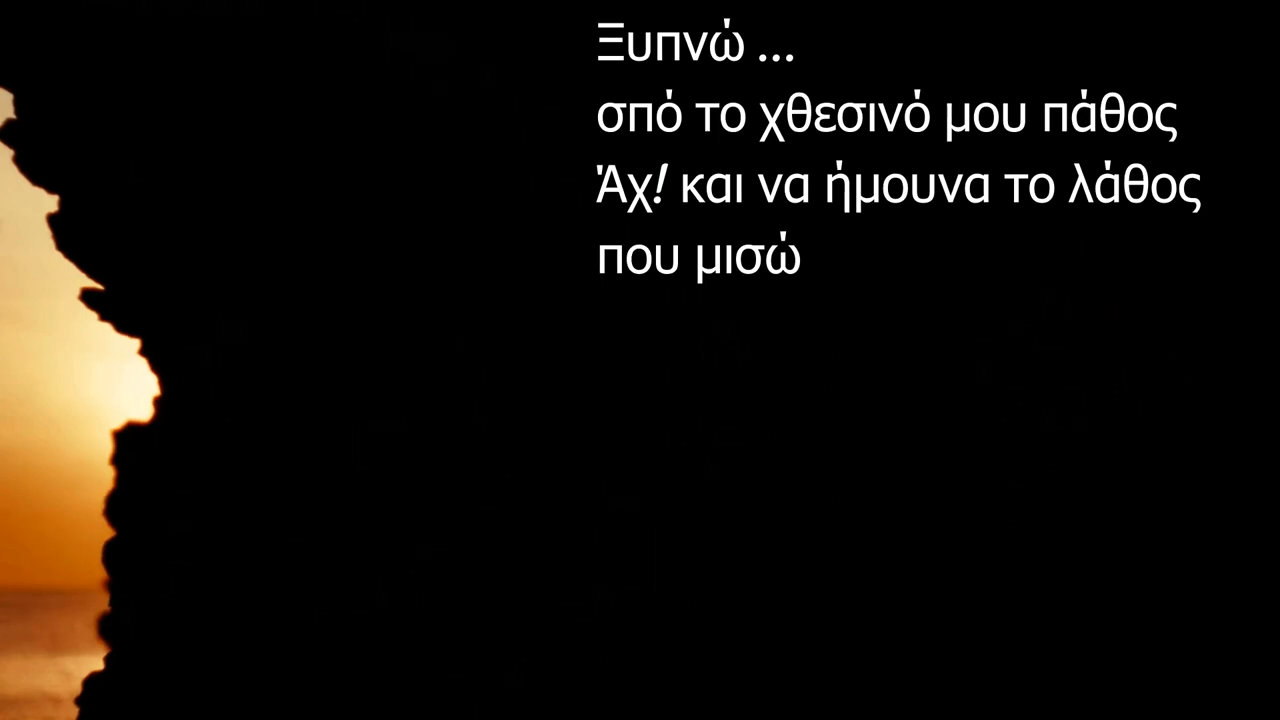 Ξυπνώ ...
σπό το χθεσινό μου πάθος
Άχ! και να ήμουνα το λάθος
που μισώ